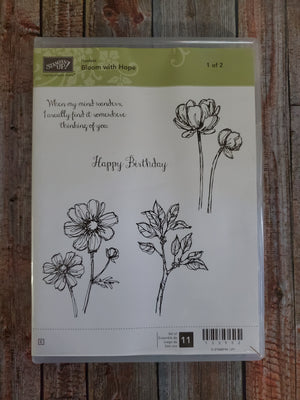 STAMPIN' UP!
Bloom with Hope
1 of 2
When my mind wanders,
I usually find it somewhere
thinking of you.
Happy Birthday
11